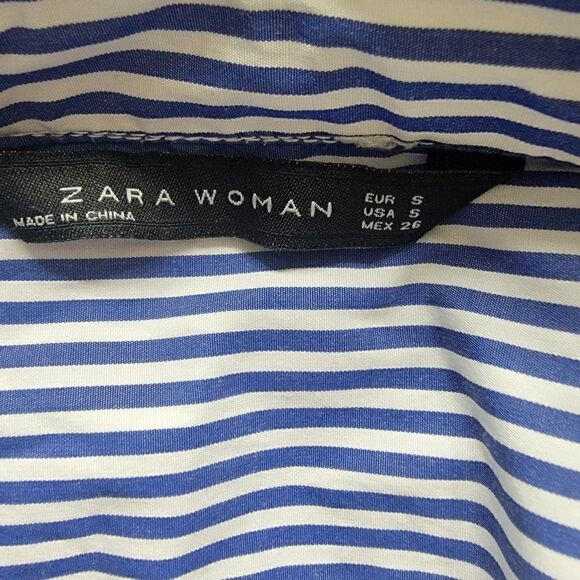 ZARA WOMAN
MADE IN CHINA
EUR S
USA S
MEX 26